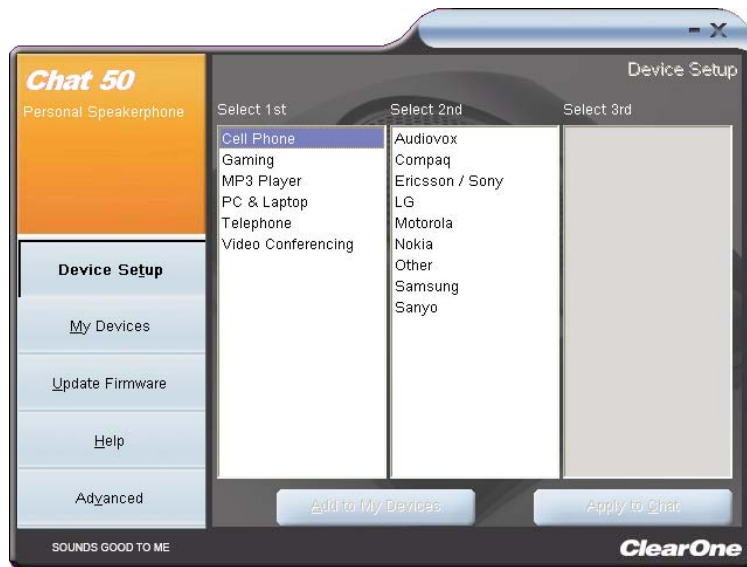 Chat 50
Personal Speakerphone
Device Setup
My Devices
Update Firmware
Help
Advanced
SOUNDS GOOD TO ME
Device Setup
Select 1st
Cell Phone
Gaming
MP3 Player
PC & Laptop
Telephone
Video Conferencing
Select 2nd
Audiovox
Compaq
Ericsson / Sony
LG
Motorola
Nokia
Other
Samsung
Sanyo
Select 3rd
Add to My Devices
Apply to Chat
ClearOne